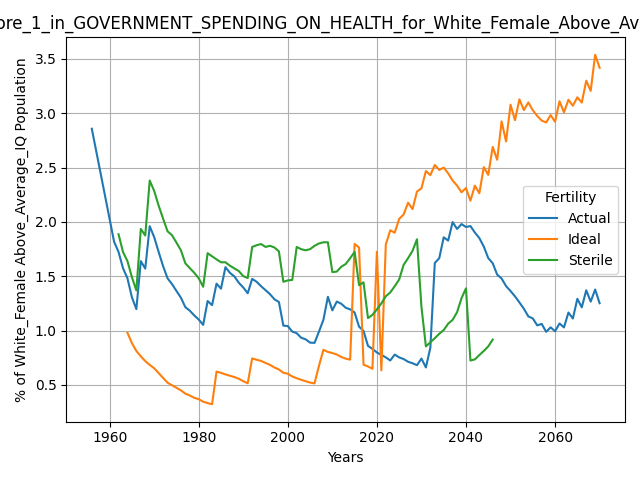 ore_1_in_GOVERNMENT_SPENDING_ON_HEALTH_for_White_Female_Above_Av
% of White_Female Above_Average_IQ Population
3.5
3.0
2.5
2.0
1.5
1.0
0.5
Fertility
Actual
Ideal
Sterile
1960 1980 2000 2020 2040 2060
Years